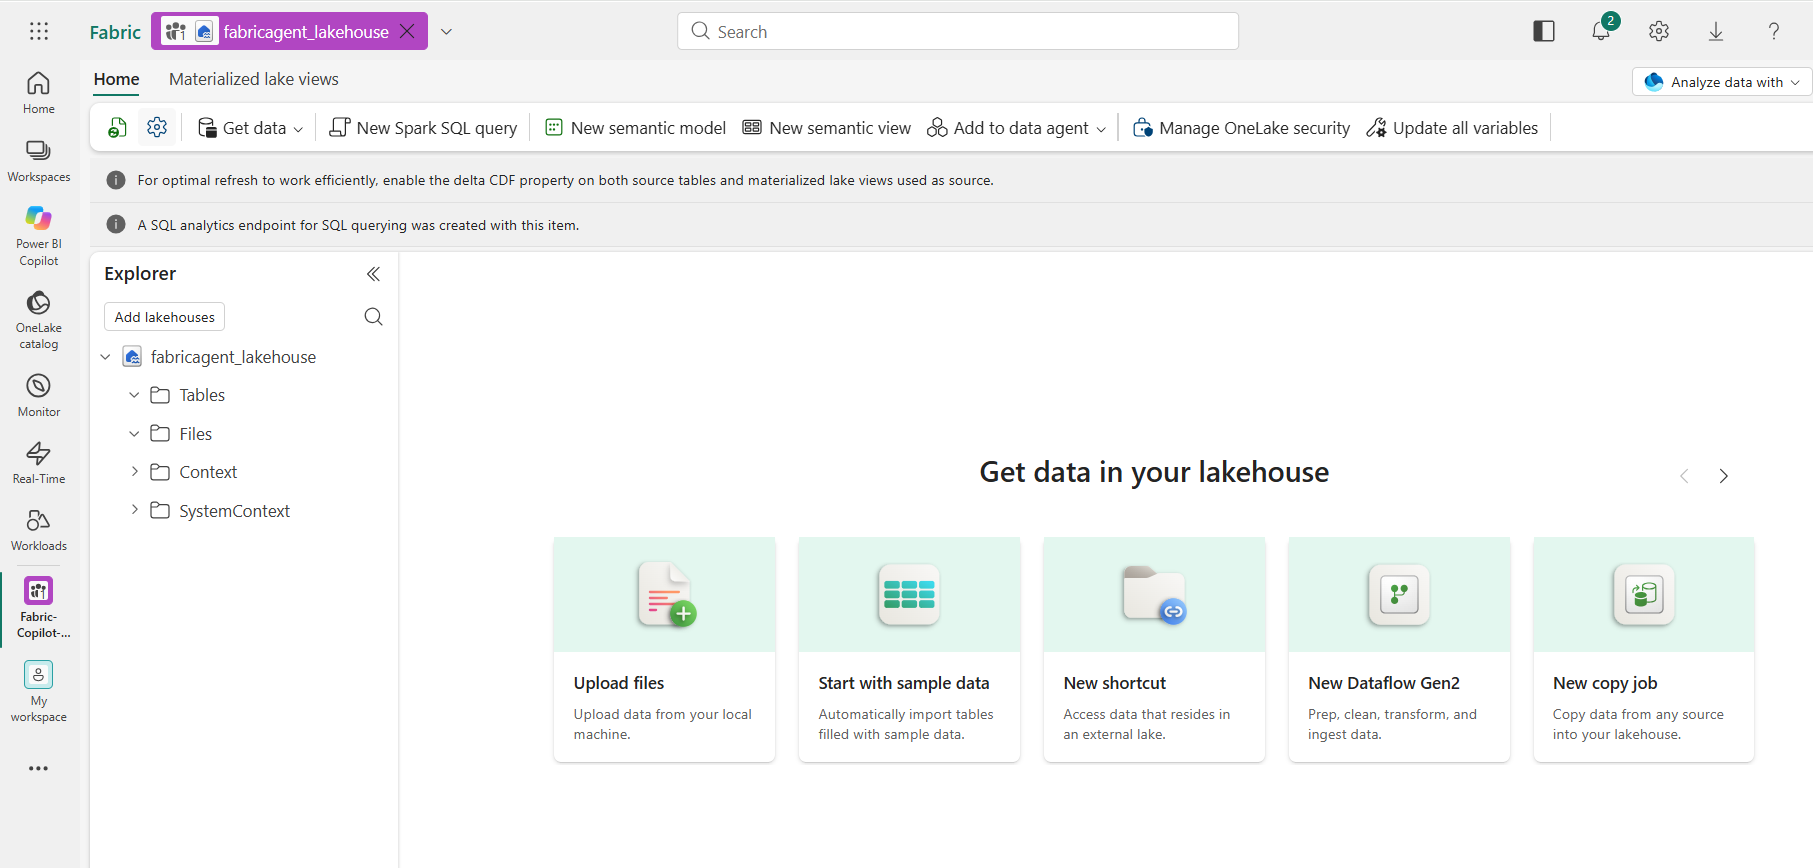 Fabric
fabricagent_lakehouse
Search
2
Home
Materialized lake views
Analyze data with
Get data
New Spark SQL query
New semantic model
New semantic view
Add to data agent
Manage OneLake security
Update all variables
For optimal refresh to work efficiently, enable the delta CDF property on both source tables and materialized lake views used as source.
A SQL analytics endpoint for SQL querying was created with this item.
Home
Workspaces
Power BI
Copilot
OneLake
catalog
Monitor
Real-Time
Workloads
Fabric-
Copilot-...
My
workspace
Explorer
Add lakehouses
fabricagent_lakehouse
Tables
Files
Context
SystemContext
Get data in your lakehouse
Upload files
Upload data from your local
machine.
Start with sample data
Automatically import tables
filled with sample data.
New shortcut
Access data that resides in
an external lake.
New Dataflow Gen2
Prep, clean, transform, and
ingest data.
New copy job
Copy data from any source
into your lakehouse.